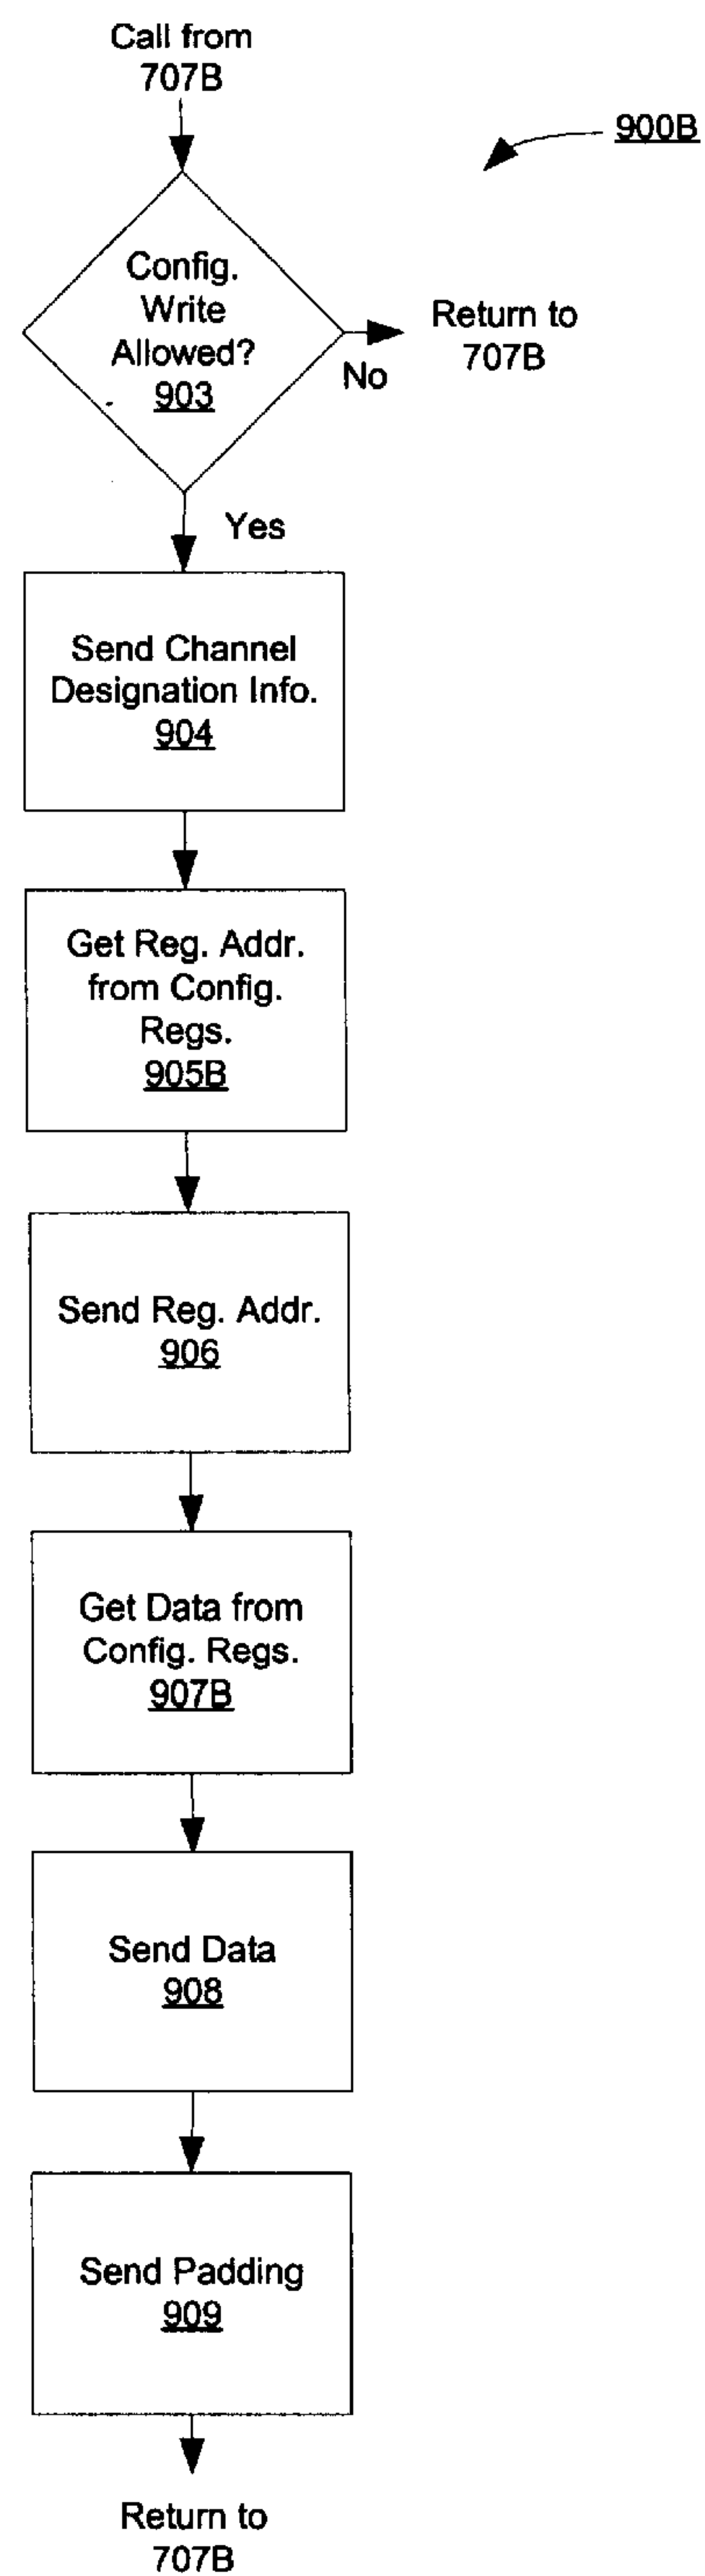 Call from
707B
900B
Config.
Write
Allowed?
903
No
Return to
707B
Yes
Send Channel
Designation Info.
904
Get Reg. Addr.
from Config.
Regs.
905B
Send Reg. Addr.
906
Get Data from
Config. Regs.
907B
Send Data
908
Send Padding
909
Return to
707B